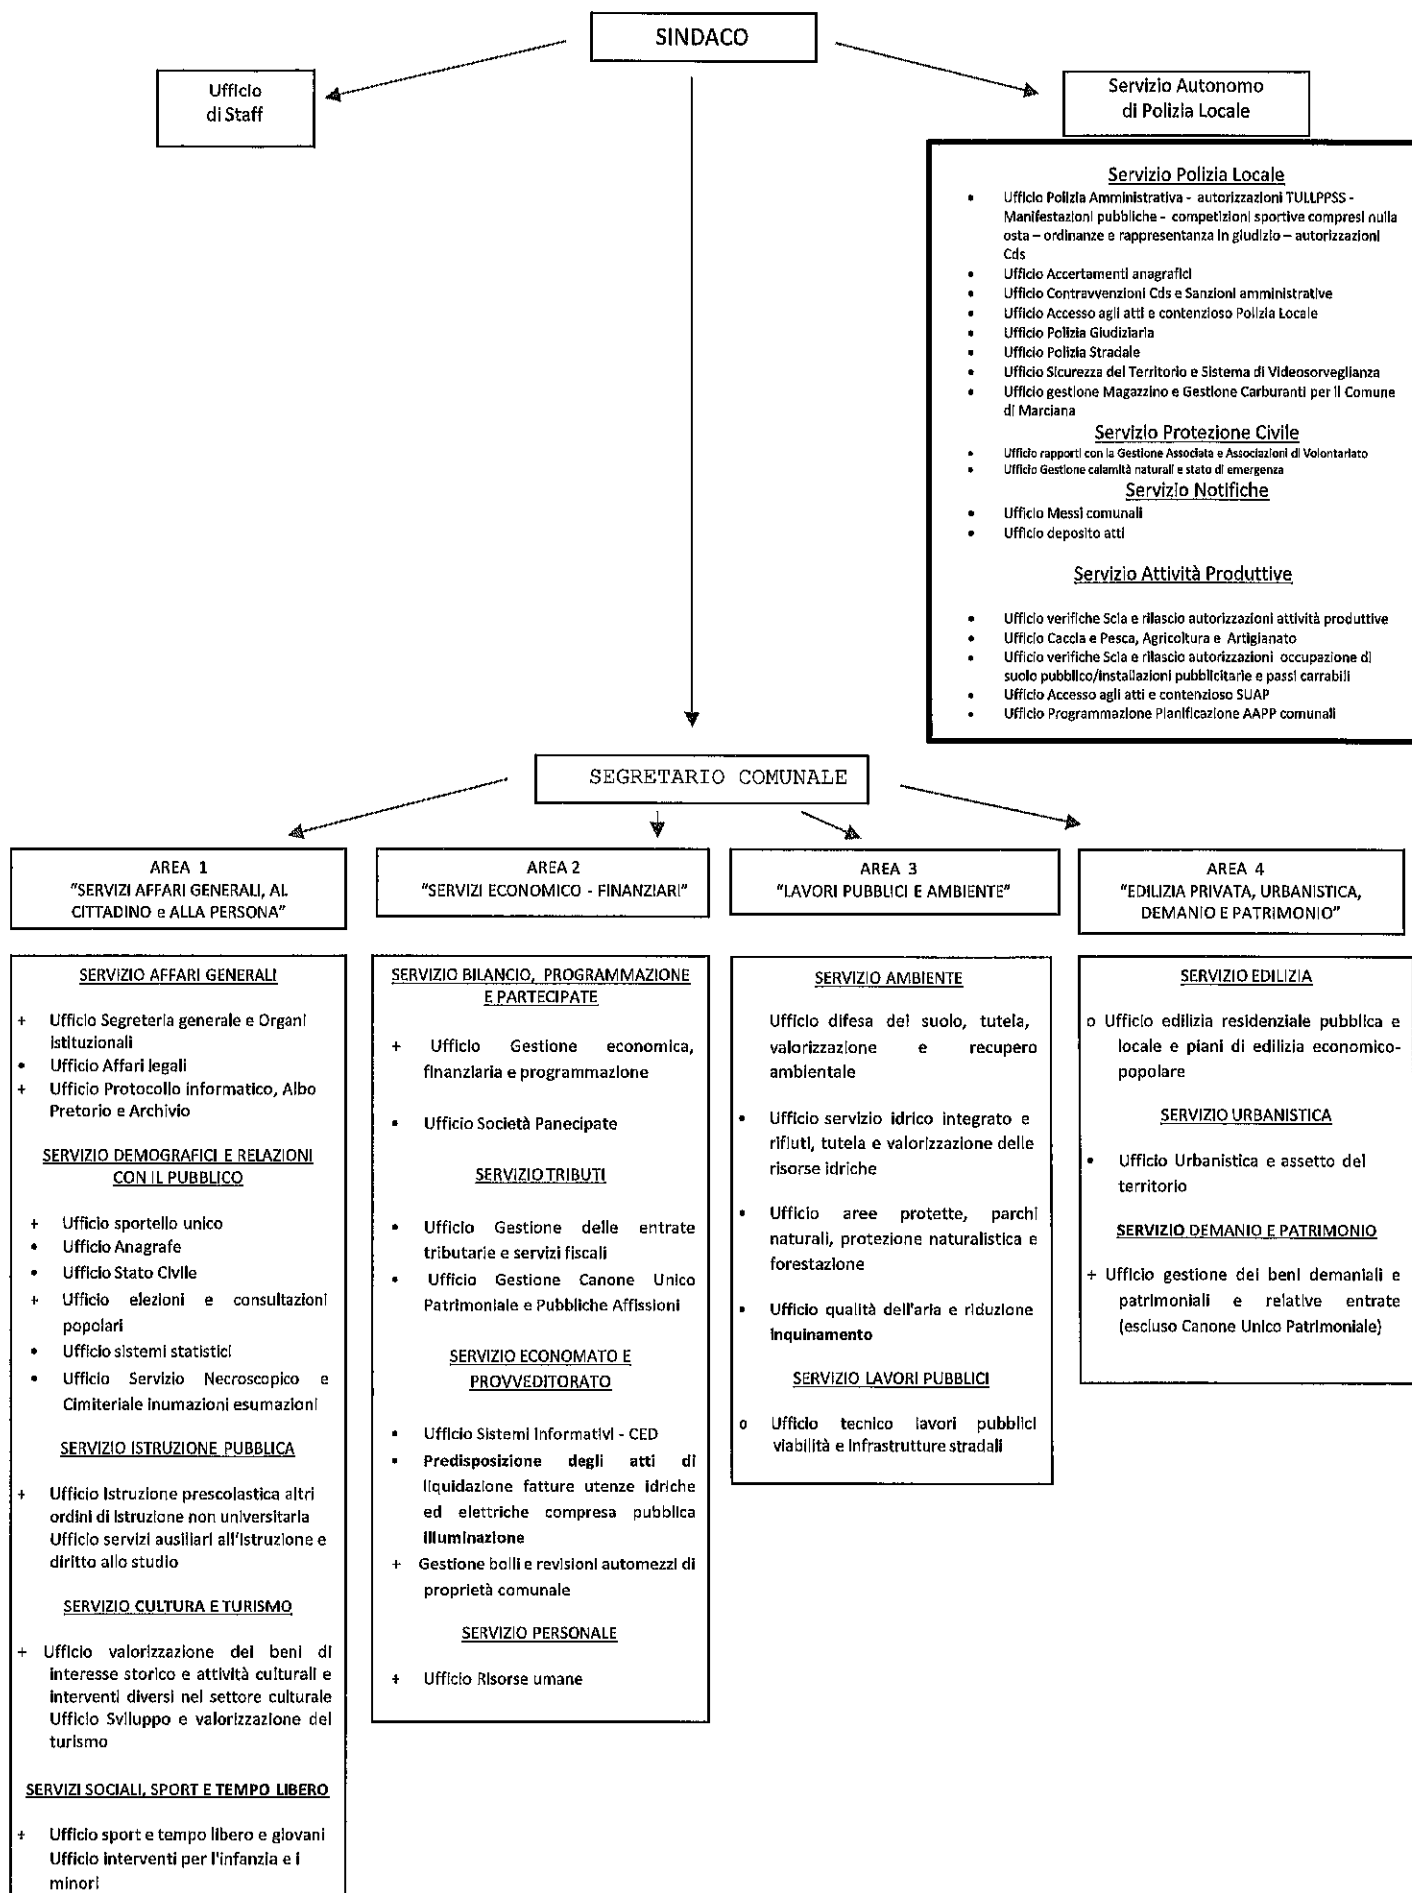 SINDACO
Ufficio
di Staff
Servizio Autonomo
di Polizia Locale
Servizio Polizia Locale
• Ufficio Polizia Amministrativa - autorizzazioni TULLPPSS -
Manifestazioni pubbliche - competizioni sportive compresi nulla
osta – ordinanze e rappresentanza in giudizio – autorizzazioni
Cds
• Ufficio Accertamenti anagrafici
• Ufficio Contravvenzioni Cds e Sanzioni amministrative
• Ufficio Accesso agli atti e contenzioso Polizia Locale
• Ufficio Polizia Giudiziaria
• Ufficio Polizia Stradale
• Ufficio Sicurezza del Territorio e Sistema di Videosorveglianza
• Ufficio gestione Magazzino e Gestione Carburanti per il Comune
di Marciana
Servizio Protezione Civile
• Ufficio rapporti con la Gestione Associata e Associazioni di Volontariato
• Ufficio Gestione calamità naturali e stato di emergenza
Servizio Notifiche
• Ufficio Messi comunali
• Ufficio deposito atti
Servizio Attività Produttive
• Ufficio verifiche Scia e rilascio autorizzazioni attività produttive
• Ufficio Caccia e Pesca, Agricoltura e Artigianato
• Ufficio verifiche Scia e rilascio autorizzazioni occupazione di
suolo pubblico/installazioni pubblicitarie e passi carrabili
• Ufficio Accesso agli atti e contenzioso SUAP
• Ufficio Programmazione Pianificazione AAPP comunali
SEGRETARIO COMUNALE
AREA 1
"SERVIZI AFFARI GENERALI, AL
CITTADINO e ALLA PERSONA"
SERVIZIO AFFARI GENERALI
+ Ufficio Segreteria generale e Organi
istituzionali
• Ufficio Affari legali
+ Ufficio Protocollo informatico, Albo
Pretorio e Archivio
SERVIZIO DEMOGRAFICI E RELAZIONI
CON IL PUBBLICO
+ Ufficio sportello unico
• Ufficio Anagrafe
• Ufficio Stato Civile
+ Ufficio elezioni e consultazioni
popolari
• Ufficio sistemi statistici
• Ufficio Servizio Necroscopico e
Cimiteriale inumazioni esumazioni
SERVIZIO ISTRUZIONE PUBBLICA
+ Ufficio Istruzione prescolastica altri
ordini di istruzione non universitaria
Ufficio servizi ausiliari all'istruzione e
diritto allo studio
SERVIZIO CULTURA E TURISMO
+ Ufficio valorizzazione dei beni di
interesse storico e attività culturali e
interventi diversi nel settore culturale
Ufficio Sviluppo e valorizzazione del
turismo
SERVIZI SOCIALI, SPORT E TEMPO LIBERO
+ Ufficio sport e tempo libero e giovani
Ufficio interventi per l'infanzia e i
minori
AREA 2
"SERVIZI ECONOMICO - FINANZIARI"
SERVIZIO BILANCIO, PROGRAMMAZIONE
E PARTECIPATE
+ Ufficio Gestione economica,
finanziaria e programmazione
• Ufficio Società Panecipate
SERVIZIO TRIBUTI
• Ufficio Gestione delle entrate
tributarie e servizi fiscali
• Ufficio Gestione Canone Unico
Patrimoniale e Pubbliche Affissioni
SERVIZIO ECONOMATO E
PROVVEDITORATO
• Ufficio Sistemi Informativi - CED
• Predisposizione degli atti di
liquidazione fatture utenze idriche
ed elettriche compresa pubblica
illuminazione
+ Gestione bolli e revisioni automezzi di
proprietà comunale
SERVIZIO PERSONALE
+ Ufficio Risorse umane
AREA 3
"LAVORI PUBBLICI E AMBIENTE"
SERVIZIO AMBIENTE
Ufficio difesa del suolo, tutela,
valorizzazione e recupero
ambientale
• Ufficio servizio idrico integrato e
rifiuti, tutela e valorizzazione delle
risorse idriche
• Ufficio aree protette, parchi
naturali, protezione naturalistica e
forestazione
• Ufficio qualità dell'aria e riduzione
inquinamento
SERVIZIO LAVORI PUBBLICI
o Ufficio tecnico lavori pubblici
viabilità e infrastrutture stradali
AREA 4
"EDILIZIA PRIVATA, URBANISTICA,
DEMANIO E PATRIMONIO"
SERVIZIO EDILIZIA
o Ufficio edilizia residenziale pubblica e
locale e piani di edilizia economico-
popolare
SERVIZIO URBANISTICA
• Ufficio Urbanistica e assetto del
territorio
SERVIZIO DEMANIO E PATRIMONIO
+ Ufficio gestione dei beni demaniali e
patrimoniali e relative entrate
(escluso Canone Unico Patrimoniale)